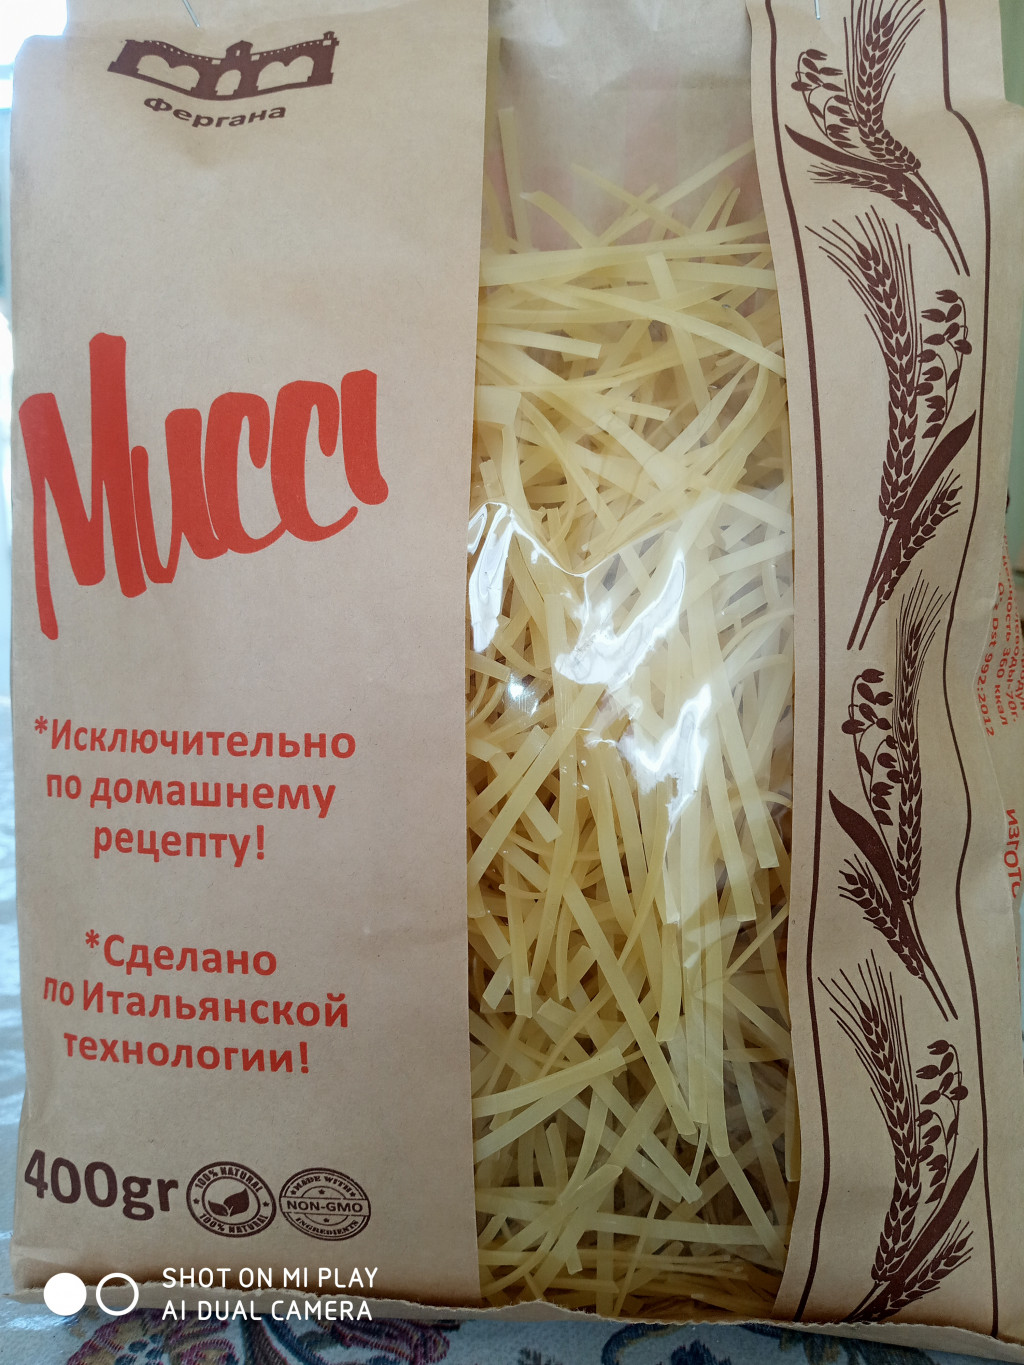 Фергана
Мисс
*Исключительно
по домашнему
рецепту!
*Сделано
по Итальянской
технологии!
400gr
100% NATURAL
100% NATURAL
MADE WITH
NON-GMO
INGREDIENTS
360 ккал
O'z Dst 992:2012
ИЗГОТО
SHOT ON MI PLAY
AI DUAL CAMERA